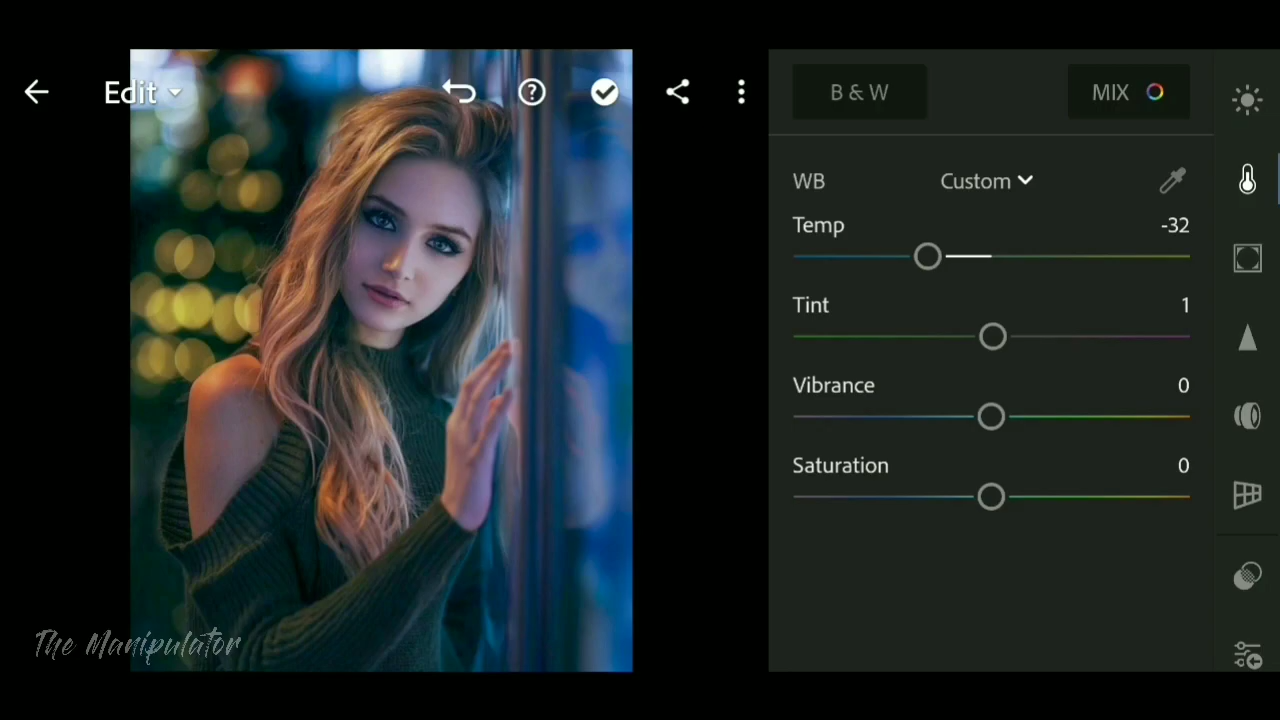 Edit
B & W
MIX
WB
Custom
Temp
-32
Tint
1
Vibrance
0
Saturation
0
The Manipulator